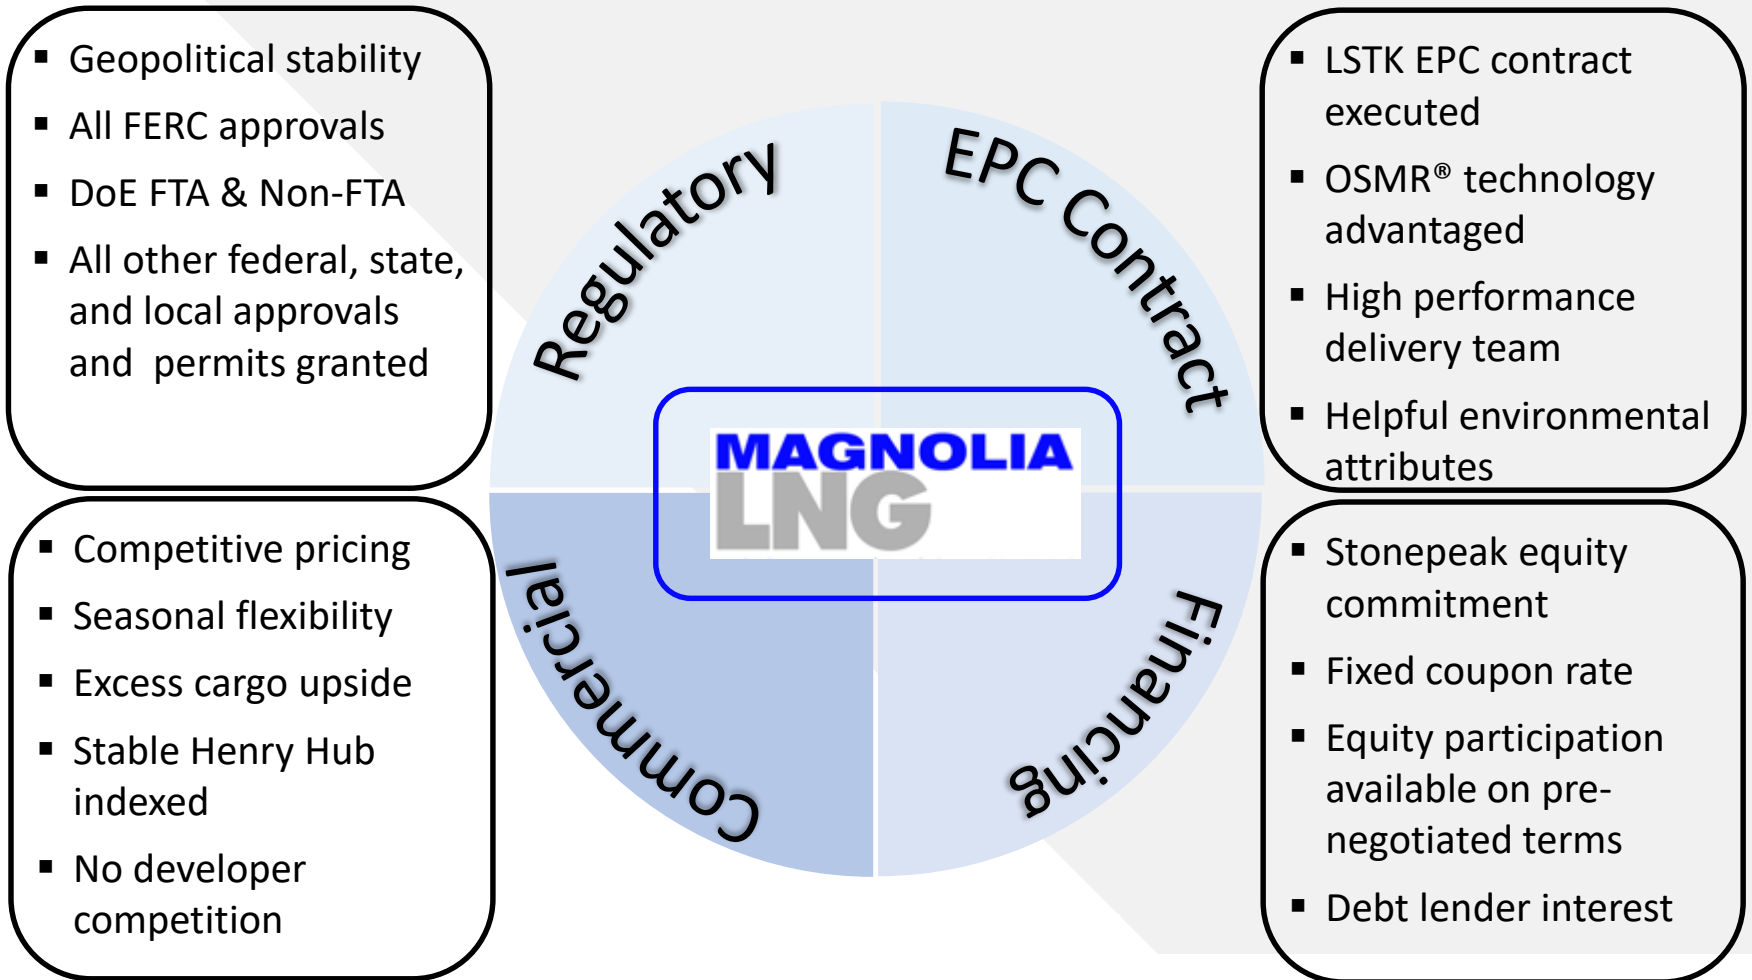 ▪ Geopolitical stability
▪ All FERC approvals
▪ DoE FTA & Non-FTA
▪ All other federal, state,
and local approvals
and  permits granted
Regulatory
EPC Contract
▪ LSTK EPC contract
executed
▪ OSMR® technology
advantaged
▪ High performance
delivery team
▪ Helpful environmental
attributes
MAGNOLIA
LNG
▪ Competitive pricing
▪ Seasonal flexibility
▪ Excess cargo upside
▪ Stable Henry Hub
indexed
▪ No developer
competition
Commercial
Financing
▪ Stonepeak equity
commitment
▪ Fixed coupon rate
▪ Equity participation
available on pre-
negotiated terms
▪ Debt lender interest